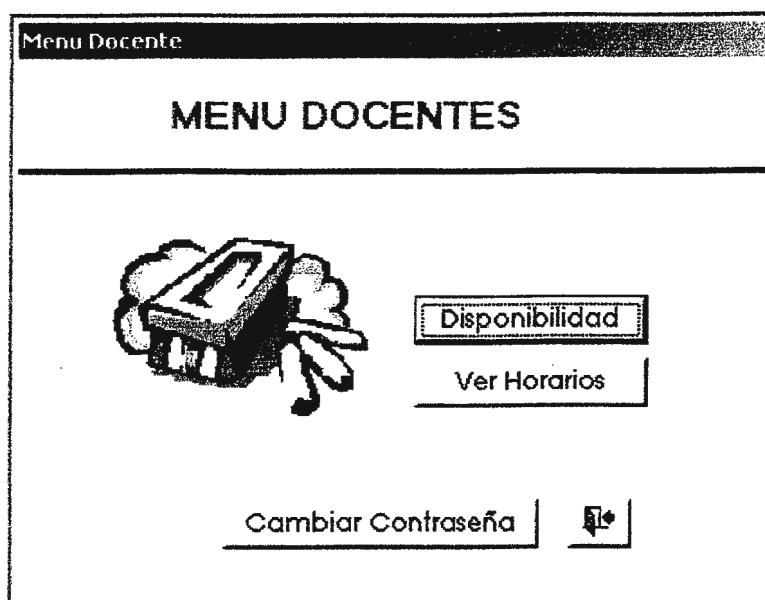 Menu Docente
MENU DOCENTES
Disponibilidad
Ver Horarios
Cambiar Contraseña